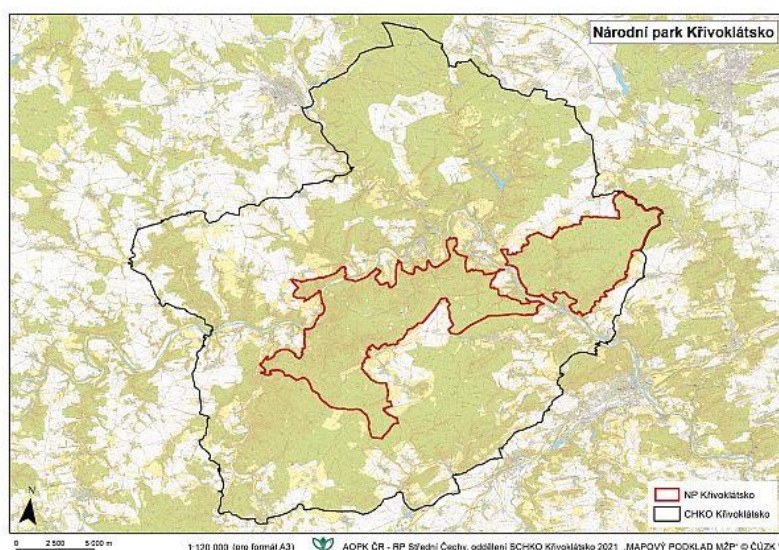 Národní park Křivoklátsko
NP Křivoklátsko
CHKO Křivoklátsko
N
0 2 500 5 000 m
1:120 000 (pro formát A3)
AOPK ČR - RP Střední Čechy, oddělení SCHKO Křivoklátsko 2021 „MAPOVÝ PODKLAD MŽP“ © ČÚZK